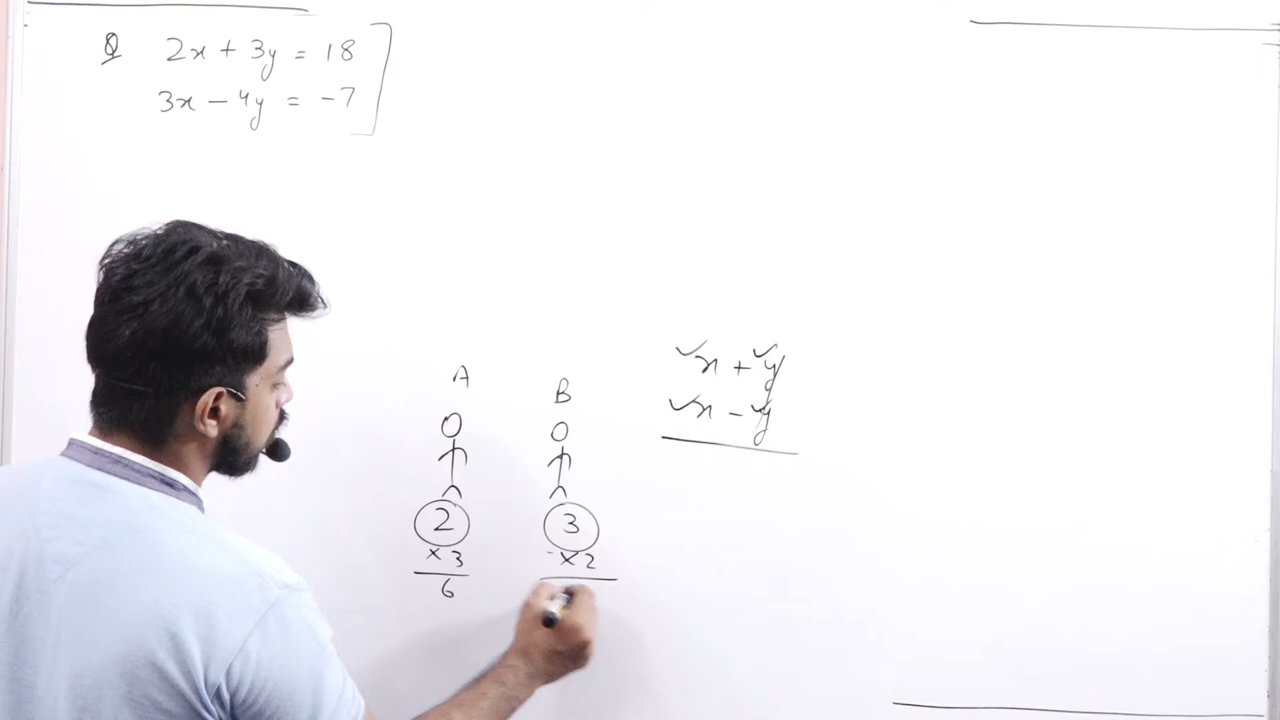 Q 2x + 3y = 18
3x - 4y = -7
A B
2 3
×3 ×2
6
✓x + ✓y
✓x - ✓y